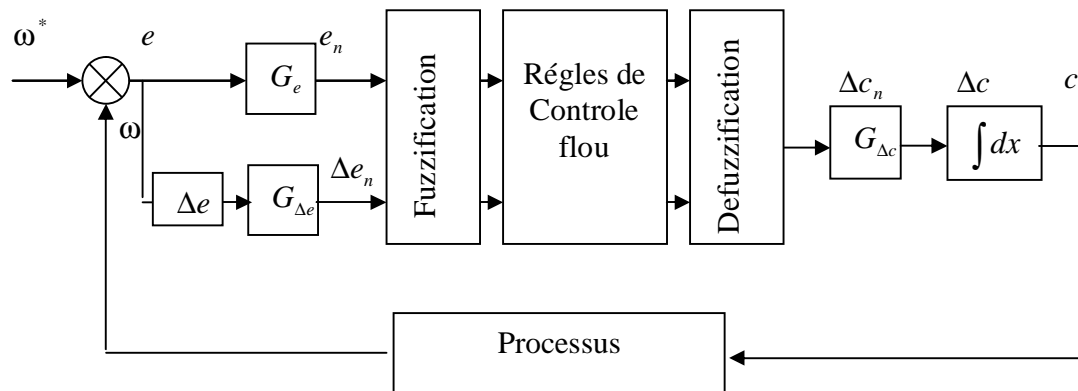 ω*
e
G_e
e_n
ω
Δe
G_Δe
Δe_n
Fuzzification
Régles de
Controle
flou
Defuzzification
Δc_n
G_Δc
Δc
∫dx
c
Processus